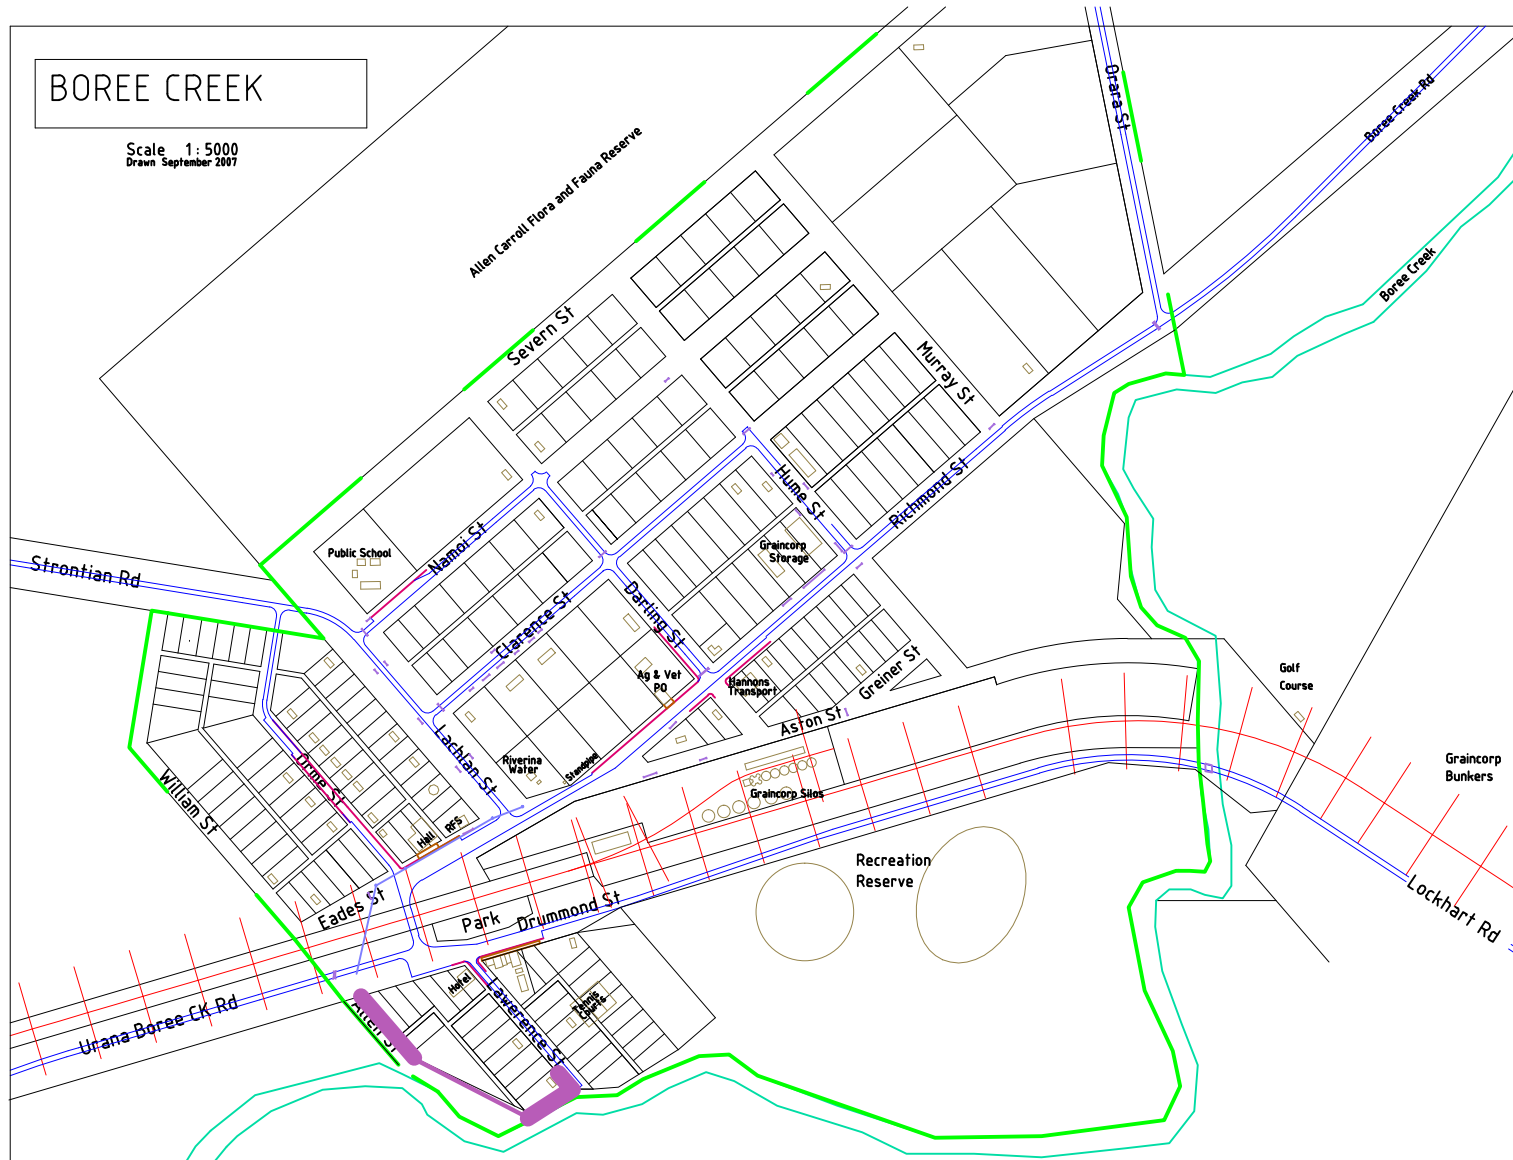 BOREE CREEK
Scale 1:5000
Drawn September 2007
Allen Carroll Flora and Fauna Reserve
Orara St
Boree Creek Rd
Boree Creek
Severn St
Murray St
Hume St
Richmond St
Strontian Rd
Public School
Namoi St
Graincorp
Storage
Clarence St
Darling St
Ag & Vet
PO
Hannons
Transport
Greiner St
Aston St
Golf
Course
Graincorp
Bunkers
Lachlan St
Riverina
Water
Standpipe
Orme St
William St
Graincorp Silos
Hall
RFS
Recreation
Reserve
Eades St
Park
Drummond St
Lockhart Rd
Urana Boree CK Rd
Hotel
Lawerence St
Tennis
Courts
Allen St